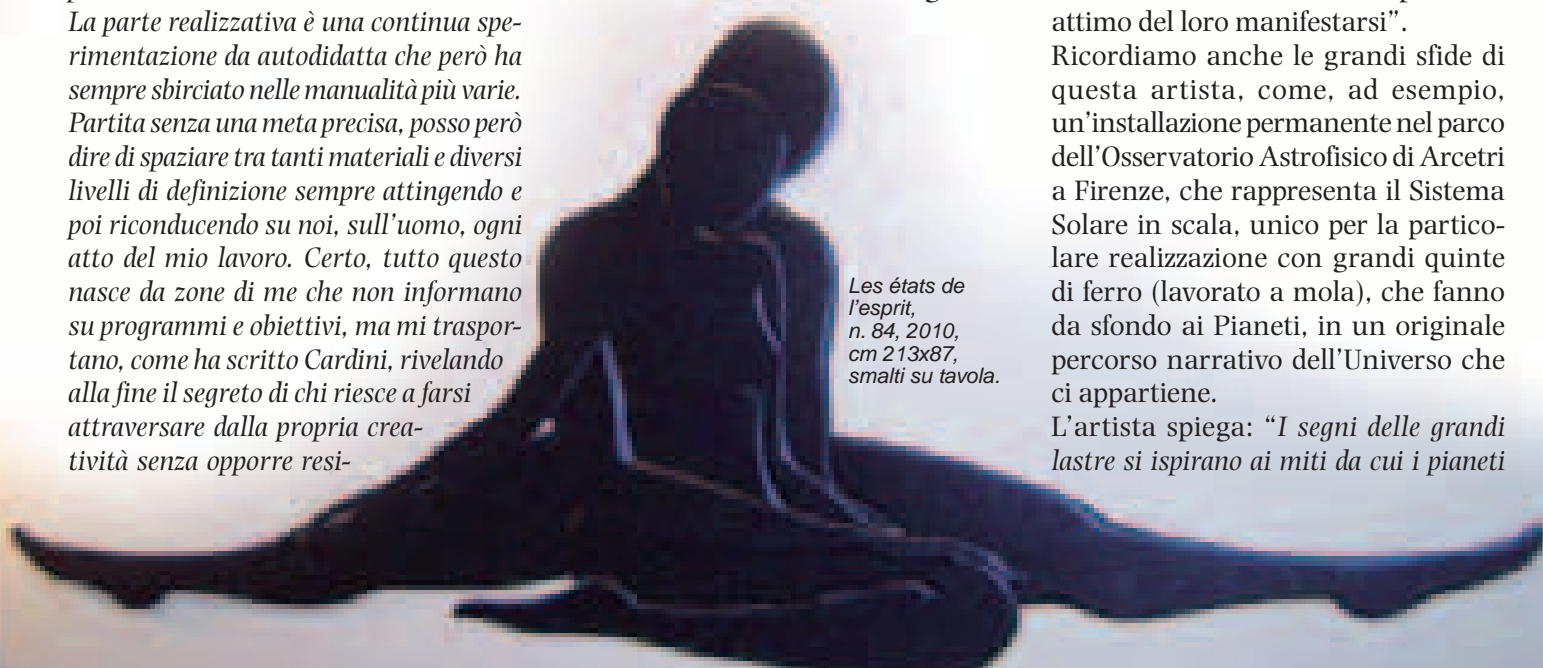 La parte realizzativa è una continua spe-
rimentazione da autodidatta che però ha
sempre sbirciato nelle manualità più varie.
Partita senza una meta precisa, posso però
dire di spaziare tra tanti materiali e diversi
livelli di definizione sempre attingendo e
poi riconducendo su noi, sull’uomo, ogni
atto del mio lavoro. Certo, tutto questo
nasce da zone di me che non informano
su programmi e obiettivi, ma mi traspor-
tano, come ha scritto Cardini, rivelando
alla fine il segreto di chi riesce a farsi
attraversare dalla propria crea-
tività senza opporre resi-
Les états de
l’esprit,
n. 84, 2010,
cm 213x87,
smalti su tavola.
attimo del loro manifestarsi”.
Ricordiamo anche le grandi sfide di
questa artista, come, ad esempio,
un’installazione permanente nel parco
dell’Osservatorio Astrofisico di Arcetri
a Firenze, che rappresenta il Sistema
Solare in scala, unico per la partico-
lare realizzazione con grandi quinte
di ferro (lavorato a mola), che fanno
da sfondo ai Pianeti, in un originale
percorso narrativo dell’Universo che
ci appartiene.
L’artista spiega: “I segni delle grandi
lastre si ispirano ai miti da cui i pianeti